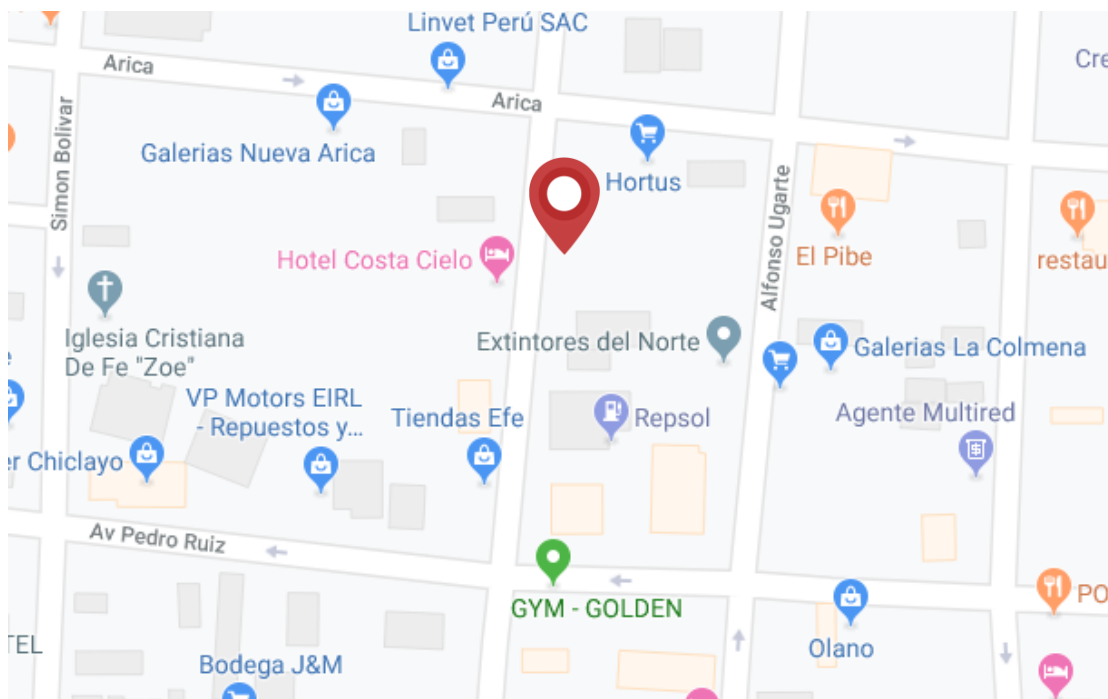 Linvet Perú SAC
Cre
Arica
Arica
Simon Bolivar
Galerias Nueva Arica
Hortus
Alfonso Ugarte
Hotel Costa Cielo
El Pibe
restau
Iglesia Cristiana
De Fe "Zoe"
Extintores del Norte
Galerias La Colmena
e
VP Motors EIRL
- Repuestos y...
Tiendas Efe
Repsol
Agente Multired
er Chiclayo
Av Pedro Ruiz
GYM - GOLDEN
PO
TEL
Bodega J&M
Olano